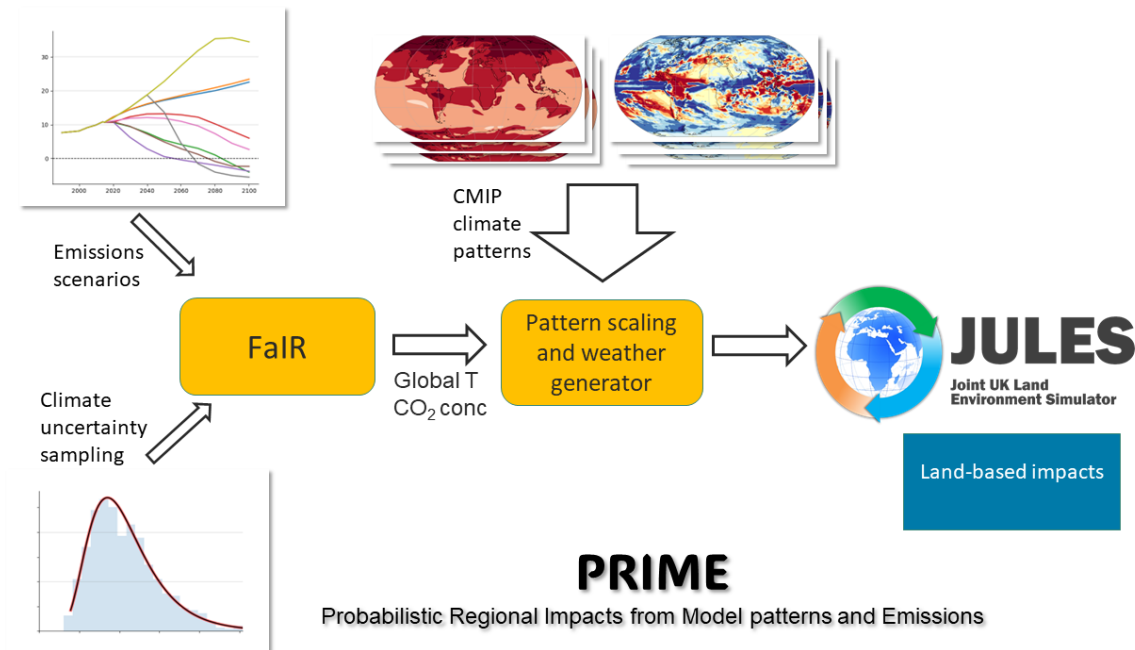 30
20
10
0
2000 2020 2040 2060 2080 2100
CMIP
climate
patterns
Emissions
scenarios
FaIR
Global T
CO₂ conc
Pattern scaling
and weather
generator
JULES
Joint UK Land
Environment Simulator
Climate
uncertainty
sampling
Land-based impacts
PRIME
Probabilistic Regional Impacts from Model patterns and Emissions